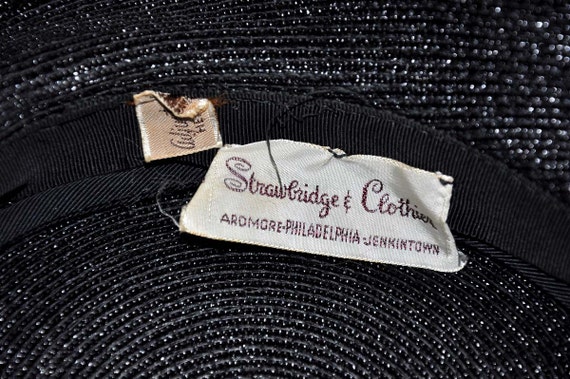 Strawbridge & Clothier
ARDMORE-PHILADELPHIA-JENKINTOWN